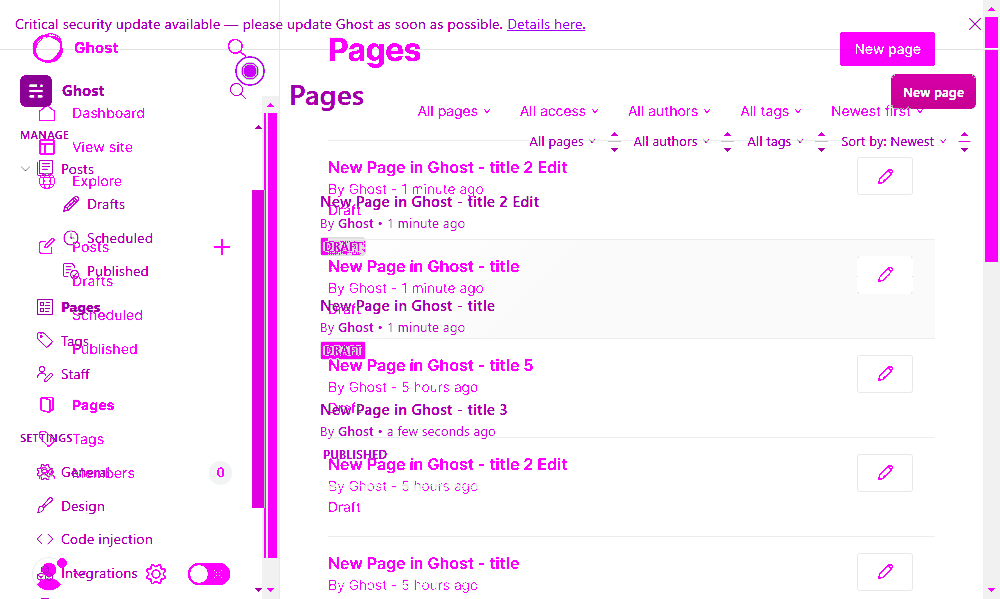 Critical security update available — please update Ghost as soon as possible. Details here.
Ghost
Pages
New page
Ghost
Pages
New page
Dashboard
All pages
All access
All authors
All tags
Newest first
MANAGE
All pages
All authors
All tags
Sort by: Newest
View site
Posts
New Page in Ghost - title 2 Edit
Explore
By Ghost - 1 minute ago
Drafts
New Page in Ghost - title 2 Edit
Draft
By Ghost • 1 minute ago
Scheduled
Posts
DRAFT
Published
New Page in Ghost - title
Drafts
By Ghost - 1 minute ago
Pages
New Page in Ghost - title
Draft
Scheduled
By Ghost • 1 minute ago
Tags
Published
DRAFT
New Page in Ghost - title 5
Staff
By Ghost - 5 hours ago
Pages
New Page in Ghost - title 3
Draft
By Ghost • a few seconds ago
SETTINGS
Tags
PUBLISHED
New Page in Ghost - title 2 Edit
General
Members
0
By Ghost - 5 hours ago
Design
Draft
Code injection
New Page in Ghost - title
Integrations
By Ghost - 5 hours ago